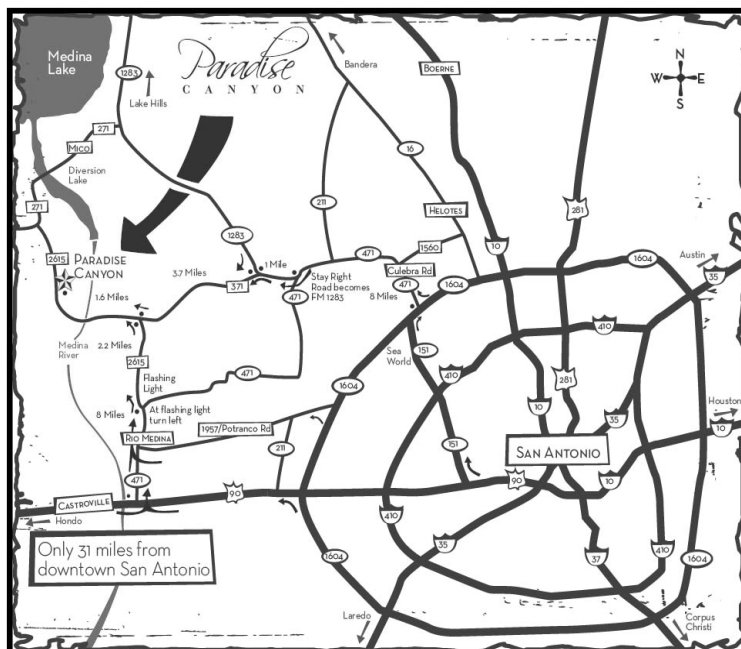 Medina
Lake
1283
Lake Hills
Paradise
CANYON
Bandera
BOERNE
N
W E
S
271
MICO
Diversion
Lake
16
281
271
211
HELOTES
1283
1560
2615
PARADISE
CANYON
3.7 Miles
1 Mile
471
Culebra Rd
10
1604
Austin
35
371
471
Stay Right
Road becomes
FM 1283
471
8 Miles
1604
1.6 Miles
Medina
River
2.2 Miles
2615
Flashing
Light
471
Sea
World
151
410
410
281
1604
Houston
10
8 Miles
At flashing light
turn left
RIO MEDINA
1957/Potranco Rd
211
151
10
35
SAN ANTONIO
471
CASTROVILLE
90
90
10
Hondo
410
Only 31 miles from
downtown San Antonio
1604
35
37
410
1604
Laredo
Corpus
Christi